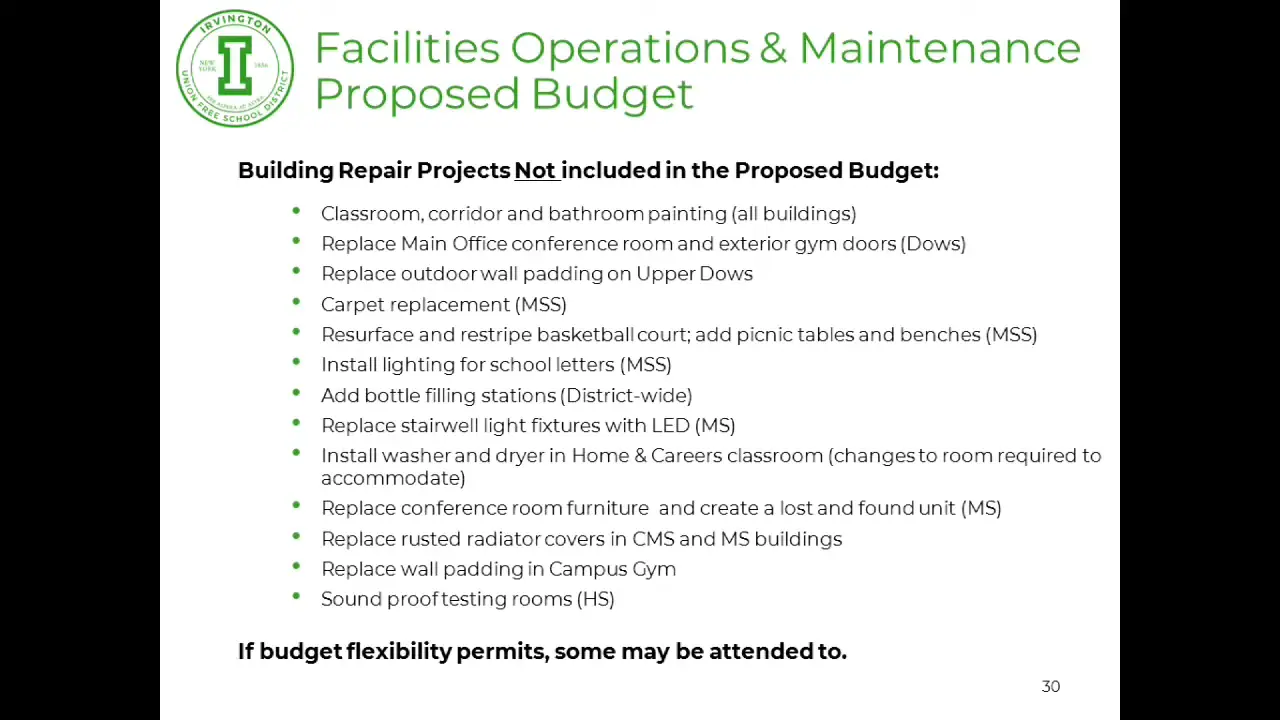 IRVINGTON
NEW YORK
1856
PER ASPERA AD ASTRA
UNION FREE SCHOOL DISTRICT
Facilities Operations & Maintenance
Proposed Budget
Building Repair Projects Not included in the Proposed Budget:
• Classroom, corridor and bathroom painting (all buildings)
• Replace Main Office conference room and exterior gym doors (Dows)
• Replace outdoor wall padding on Upper Dows
• Carpet replacement (MSS)
• Resurface and restripe basketball court; add picnic tables and benches (MSS)
• Install lighting for school letters (MSS)
• Add bottle filling stations (District-wide)
• Replace stairwell light fixtures with LED (MS)
• Install washer and dryer in Home & Careers classroom (changes to room required to
accommodate)
• Replace conference room furniture  and create a lost and found unit (MS)
• Replace rusted radiator covers in CMS and MS buildings
• Replace wall padding in Campus Gym
• Sound proof testing rooms (HS)
If budget flexibility permits, some may be attended to.
30